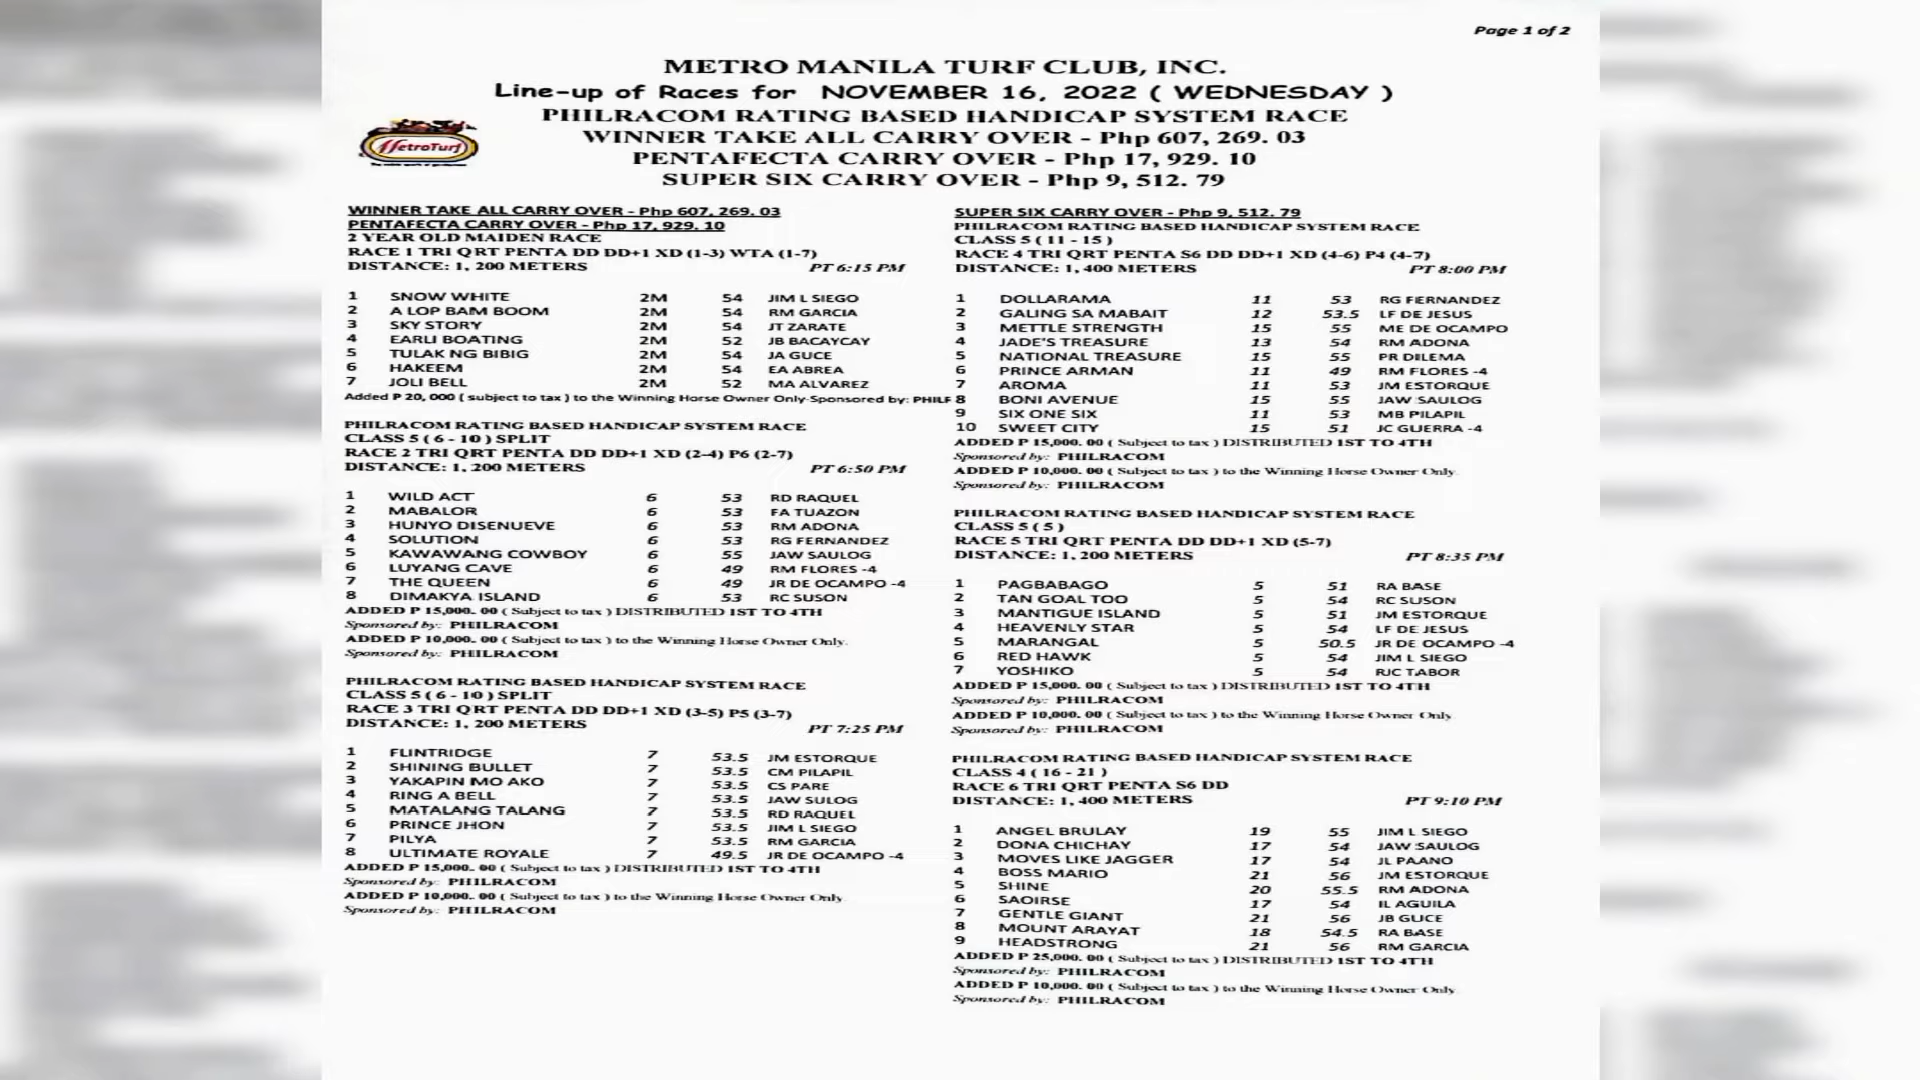 Page 1 of 2
METRO MANILA TURF CLUB, INC.
Line-up of Races for NOVEMBER 16, 2022 ( WEDNESDAY )
PHILRACOM RATING BASED HANDICAP SYSTEM RACE
WINNER TAKE ALL CARRY OVER - Php 607, 269. 03
PENTAFECTA CARRY OVER - Php 17, 929. 10
SUPER SIX CARRY OVER - Php 9, 512. 79
MetroTurf
WINNER TAKE ALL CARRY OVER - Php 607, 269. 03
PENTAFECTA CARRY OVER - Php 17, 929. 10
2 YEAR OLD MAIDEN RACE
RACE 1 TRI QRT PENTA DD DD+1 XD (1-3) WTA (1-7)
DISTANCE: 1, 200 METERS PT 6:15 PM
1 SNOW WHITE 2M 54 JIM L SIEGO
2 A LOP BAM BOOM 2M 54 RM GARCIA
3 SKY STORY 2M 54 JT ZARATE
4 EARLI BOATING 2M 52 JB BACAYCAY
5 TULAK NG BIBIG 2M 54 JA GUCE
6 HAKEEM 2M 54 EA ABREA
7 JOLI BELL 2M 52 MA ALVAREZ
Added P 20, 000 ( subject to tax ) to the Winning Horse Owner Only-Sponsored by: PHILF
PHILRACOM RATING BASED HANDICAP SYSTEM RACE
CLASS 5 ( 6 - 10 ) SPLIT
RACE 2 TRI QRT PENTA DD DD+1 XD (2-4) P6 (2-7)
DISTANCE: 1, 200 METERS PT 6:50 PM
1 WILD ACT 6 53 RD RAQUEL
2 MABALOR 6 53 FA TUAZON
3 HUNYO DISENUEVE 6 53 RM ADONA
4 SOLUTION 6 53 RG FERNANDEZ
5 KAWAWANG COWBOY 6 55 JAW SAULOG
6 LUYANG CAVE 6 49 RM FLORES -4
7 THE QUEEN 6 49 JR DE OCAMPO -4
8 DIMAKYA ISLAND 6 53 RC SUSON
ADDED P 15,000. 00 ( Subject to tax ) DISTRIBUTED 1ST TO 4TH
Sponsored by: PHILRACOM
ADDED P 10,000. 00 ( Subject to tax ) to the Winning Horse Owner Only.
Sponsored by: PHILRACOM
PHILRACOM RATING BASED HANDICAP SYSTEM RACE
CLASS 5 ( 6 - 10 ) SPLIT
RACE 3 TRI QRT PENTA DD DD+1 XD (3-5) P5 (3-7)
DISTANCE: 1, 200 METERS PT 7:25 PM
1 FLINTRIDGE 7 53.5 JM ESTORQUE
2 SHINING BULLET 7 53.5 CM PILAPIL
3 YAKAPIN MO AKO 7 53.5 CS PARE
4 RING A BELL 7 53.5 JAW SULOG
5 MATALANG TALANG 7 53.5 RD RAQUEL
6 PRINCE JHON 7 53.5 JIM L SIEGO
7 PILYA 7 53.5 RM GARCIA
8 ULTIMATE ROYALE 7 49.5 JR DE OCAMPO -4
ADDED P 15,000. 00 ( Subject to tax ) DISTRIBUTED 1ST TO 4TH
Sponsored by: PHILRACOM
ADDED P 10,000. 00 ( Subject to tax ) to the Winning Horse Owner Only
Sponsored by: PHILRACOM
SUPER SIX CARRY OVER - Php 9, 512. 79
PHILRACOM RATING BASED HANDICAP SYSTEM RACE
CLASS 5 ( 11 - 15 )
RACE 4 TRI QRT PENTA S6 DD DD+1 XD (4-6) P4 (4-7)
DISTANCE: 1, 400 METERS PT 8:00 PM
1 DOLLARAMA 11 53 RG FERNANDEZ
2 GALING SA MABAIT 12 53.5 LF DE JESUS
3 METTLE STRENGTH 15 55 ME DE OCAMPO
4 JADE'S TREASURE 13 54 RM ADONA
5 NATIONAL TREASURE 15 55 PR DILEMA
6 PRINCE ARMAN 11 49 RM FLORES -4
7 AROMA 11 53 JM ESTORQUE
8 BONI AVENUE 15 55 JAW SAULOG
9 SIX ONE SIX 11 53 MB PILAPIL
10 SWEET CITY 15 51 JC GUERRA -4
ADDED P 15,000. 00 ( Subject to tax ) DISTRIBUTED 1ST TO 4TH
Sponsored by: PHILRACOM
ADDED P 10,000. 00 ( Subject to tax ) to the Winning Horse Owner Only.
Sponsored by: PHILRACOM
PHILRACOM RATING BASED HANDICAP SYSTEM RACE
CLASS 5 ( 5 )
RACE 5 TRI QRT PENTA DD DD+1 XD (5-7)
DISTANCE: 1, 200 METERS PT 8:35 PM
1 PAGBABAGO 5 51 RA BASE
2 TAN GOAL TOO 5 54 RC SUSON
3 MANTIGUE ISLAND 5 51 JM ESTORQUE
4 HEAVENLY STAR 5 54 LF DE JESUS
5 MARANGAL 5 50.5 JR DE OCAMPO -4
6 RED HAWK 5 54 JIM L SIEGO
7 YOSHIKO 5 54 RJC TABOR
ADDED P 15,000. 00 ( Subject to tax ) DISTRIBUTED 1ST TO 4TH
Sponsored by: PHILRACOM
ADDED P 10,000. 00 ( Subject to tax ) to the Winning Horse Owner Only
Sponsored by: PHILRACOM
PHILRACOM RATING BASED HANDICAP SYSTEM RACE
CLASS 4 ( 16 - 21 )
RACE 6 TRI QRT PENTA S6 DD
DISTANCE: 1, 400 METERS PT 9:10 PM
1 ANGEL BRULAY 19 55 JIM L SIEGO
2 DONA CHICHAY 17 54 JAW SAULOG
3 MOVES LIKE JAGGER 17 54 JL PAANO
4 BOSS MARIO 21 56 JM ESTORQUE
5 SHINE 20 55.5 RM ADONA
6 SAOIRSE 17 54 IL AGUILA
7 GENTLE GIANT 21 56 JB GUCE
8 MOUNT ARAYAT 18 54.5 RA BASE
9 HEADSTRONG 21 56 RM GARCIA
ADDED P 25,000. 00 ( Subject to tax ) DISTRIBUTED 1ST TO 4TH
Sponsored by: PHILRACOM
ADDED P 10,000. 00 ( Subject to tax ) to the Winning Horse Owner Only
Sponsored by: PHILRACOM